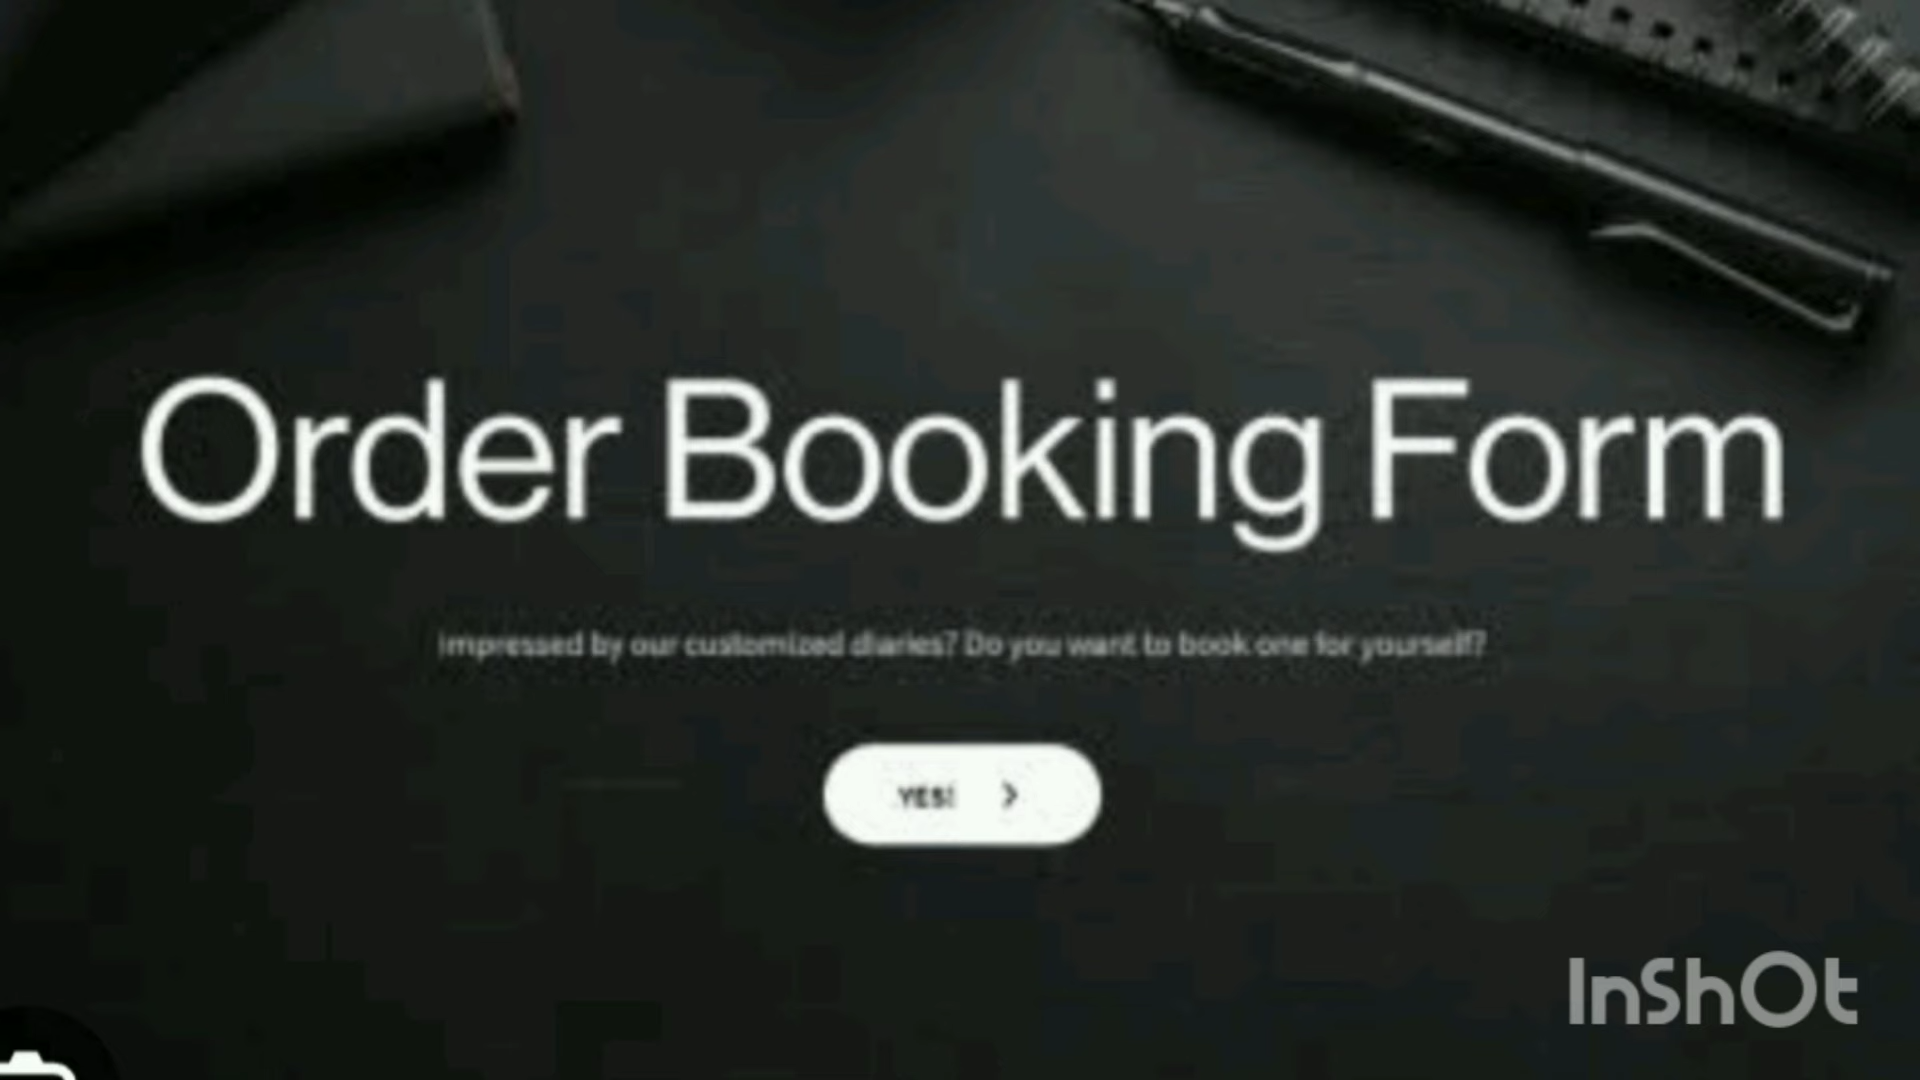 Order Booking Form
Impressed by our customized diaries? Do you want to book one for yourself?
YES!
InShOt